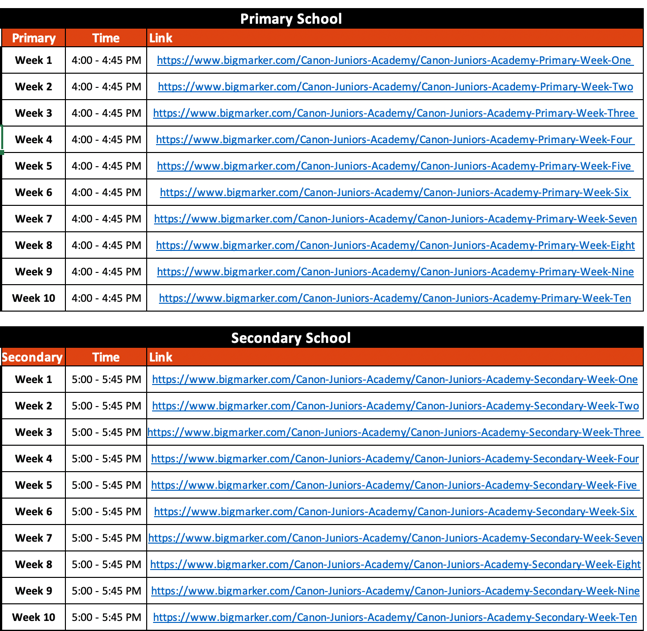 Primary School
Primary Time Link
Week 1 4:00 - 4:45 PM https://www.bigmarker.com/Canon-Juniors-Academy/Canon-Juniors-Academy-Primary-Week-One
Week 2 4:00 - 4:45 PM https://www.bigmarker.com/Canon-Juniors-Academy/Canon-Juniors-Academy-Primary-Week-Two
Week 3 4:00 - 4:45 PM https://www.bigmarker.com/Canon-Juniors-Academy/Canon-Juniors-Academy-Primary-Week-Three
Week 4 4:00 - 4:45 PM https://www.bigmarker.com/Canon-Juniors-Academy/Canon-Juniors-Academy-Primary-Week-Four
Week 5 4:00 - 4:45 PM https://www.bigmarker.com/Canon-Juniors-Academy/Canon-Juniors-Academy-Primary-Week-Five
Week 6 4:00 - 4:45 PM https://www.bigmarker.com/Canon-Juniors-Academy/Canon-Juniors-Academy-Primary-Week-Six
Week 7 4:00 - 4:45 PM https://www.bigmarker.com/Canon-Juniors-Academy/Canon-Juniors-Academy-Primary-Week-Seven
Week 8 4:00 - 4:45 PM https://www.bigmarker.com/Canon-Juniors-Academy/Canon-Juniors-Academy-Primary-Week-Eight
Week 9 4:00 - 4:45 PM https://www.bigmarker.com/Canon-Juniors-Academy/Canon-Juniors-Academy-Primary-Week-Nine
Week 10 4:00 - 4:45 PM https://www.bigmarker.com/Canon-Juniors-Academy/Canon-Juniors-Academy-Primary-Week-Ten
Secondary School
Secondary Time Link
Week 1 5:00 - 5:45 PM https://www.bigmarker.com/Canon-Juniors-Academy/Canon-Juniors-Academy-Secondary-Week-One
Week 2 5:00 - 5:45 PM https://www.bigmarker.com/Canon-Juniors-Academy/Canon-Juniors-Academy-Secondary-Week-Two
Week 3 5:00 - 5:45 PM https://www.bigmarker.com/Canon-Juniors-Academy/Canon-Juniors-Academy-Secondary-Week-Three
Week 4 5:00 - 5:45 PM https://www.bigmarker.com/Canon-Juniors-Academy/Canon-Juniors-Academy-Secondary-Week-Four
Week 5 5:00 - 5:45 PM https://www.bigmarker.com/Canon-Juniors-Academy/Canon-Juniors-Academy-Secondary-Week-Five
Week 6 5:00 - 5:45 PM https://www.bigmarker.com/Canon-Juniors-Academy/Canon-Juniors-Academy-Secondary-Week-Six
Week 7 5:00 - 5:45 PM https://www.bigmarker.com/Canon-Juniors-Academy/Canon-Juniors-Academy-Secondary-Week-Seven
Week 8 5:00 - 5:45 PM https://www.bigmarker.com/Canon-Juniors-Academy/Canon-Juniors-Academy-Secondary-Week-Eight
Week 9 5:00 - 5:45 PM https://www.bigmarker.com/Canon-Juniors-Academy/Canon-Juniors-Academy-Secondary-Week-Nine
Week 10 5:00 - 5:45 PM https://www.bigmarker.com/Canon-Juniors-Academy/Canon-Juniors-Academy-Secondary-Week-Ten